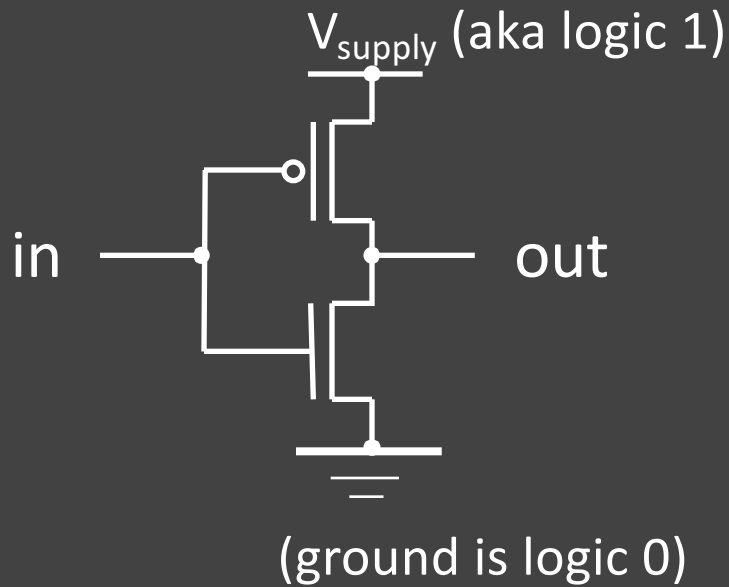 Vsupply (aka logic 1)
in
out
(ground is logic 0)